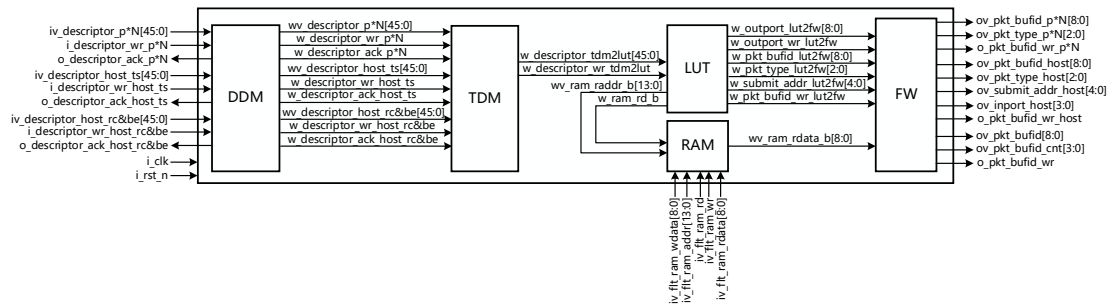 iv_descriptor_p*N[45:0]
i_descriptor_wr_p*N
o_descriptor_ack_p*N
iv_descriptor_host_ts[45:0]
i_descriptor_wr_host_ts
o_descriptor_ack_host_ts
iv_descriptor_host_rc&be[45:0]
i_descriptor_wr_host_rc&be
o_descriptor_ack_host_rc&be
i_clk
i_rst_n
DDM
wv_descriptor_p*N[45:0]
w_descriptor_wr_p*N
w_descriptor_ack_p*N
wv_descriptor_host_ts[45:0]
w_descriptor_wr_host_ts
w_descriptor_ack_host_ts
wv_descriptor_host_rc&be[45:0]
w_descriptor_wr_host_rc&be
w_descriptor_ack_host_rc&be
TDM
w_descriptor_tdm2lut[45:0]
w_descriptor_wr_tdm2lut
wv_ram_raddr_b[13:0]
w_ram_rd_b
LUT
w_outport_lut2fw[8:0]
w_outport_wr_lut2fw
w_pkt_bufid_lut2fw[8:0]
w_pkt_type_lut2fw[2:0]
w_submit_addr_lut2fw[4:0]
w_pkt_bufid_wr_lut2fw
RAM
wv_ram_rdata_b[8:0]
iv_flt_ram_wdata[8:0]
iv_flt_ram_addr[13:0]
iv_flt_ram_rd
iv_flt_ram_wr
iv_flt_ram_rdata[8:0]
FW
ov_pkt_bufid_p*N[8:0]
ov_pkt_type_p*N[2:0]
o_pkt_bufid_wr_p*N
ov_pkt_bufid_host[8:0]
ov_pkt_type_host[2:0]
ov_submit_addr_host[4:0]
ov_inport_host[3:0]
o_pkt_bufid_wr_host
ov_pkt_bufid[8:0]
ov_pkt_bufid_cnt[3:0]
o_pkt_bufid_wr